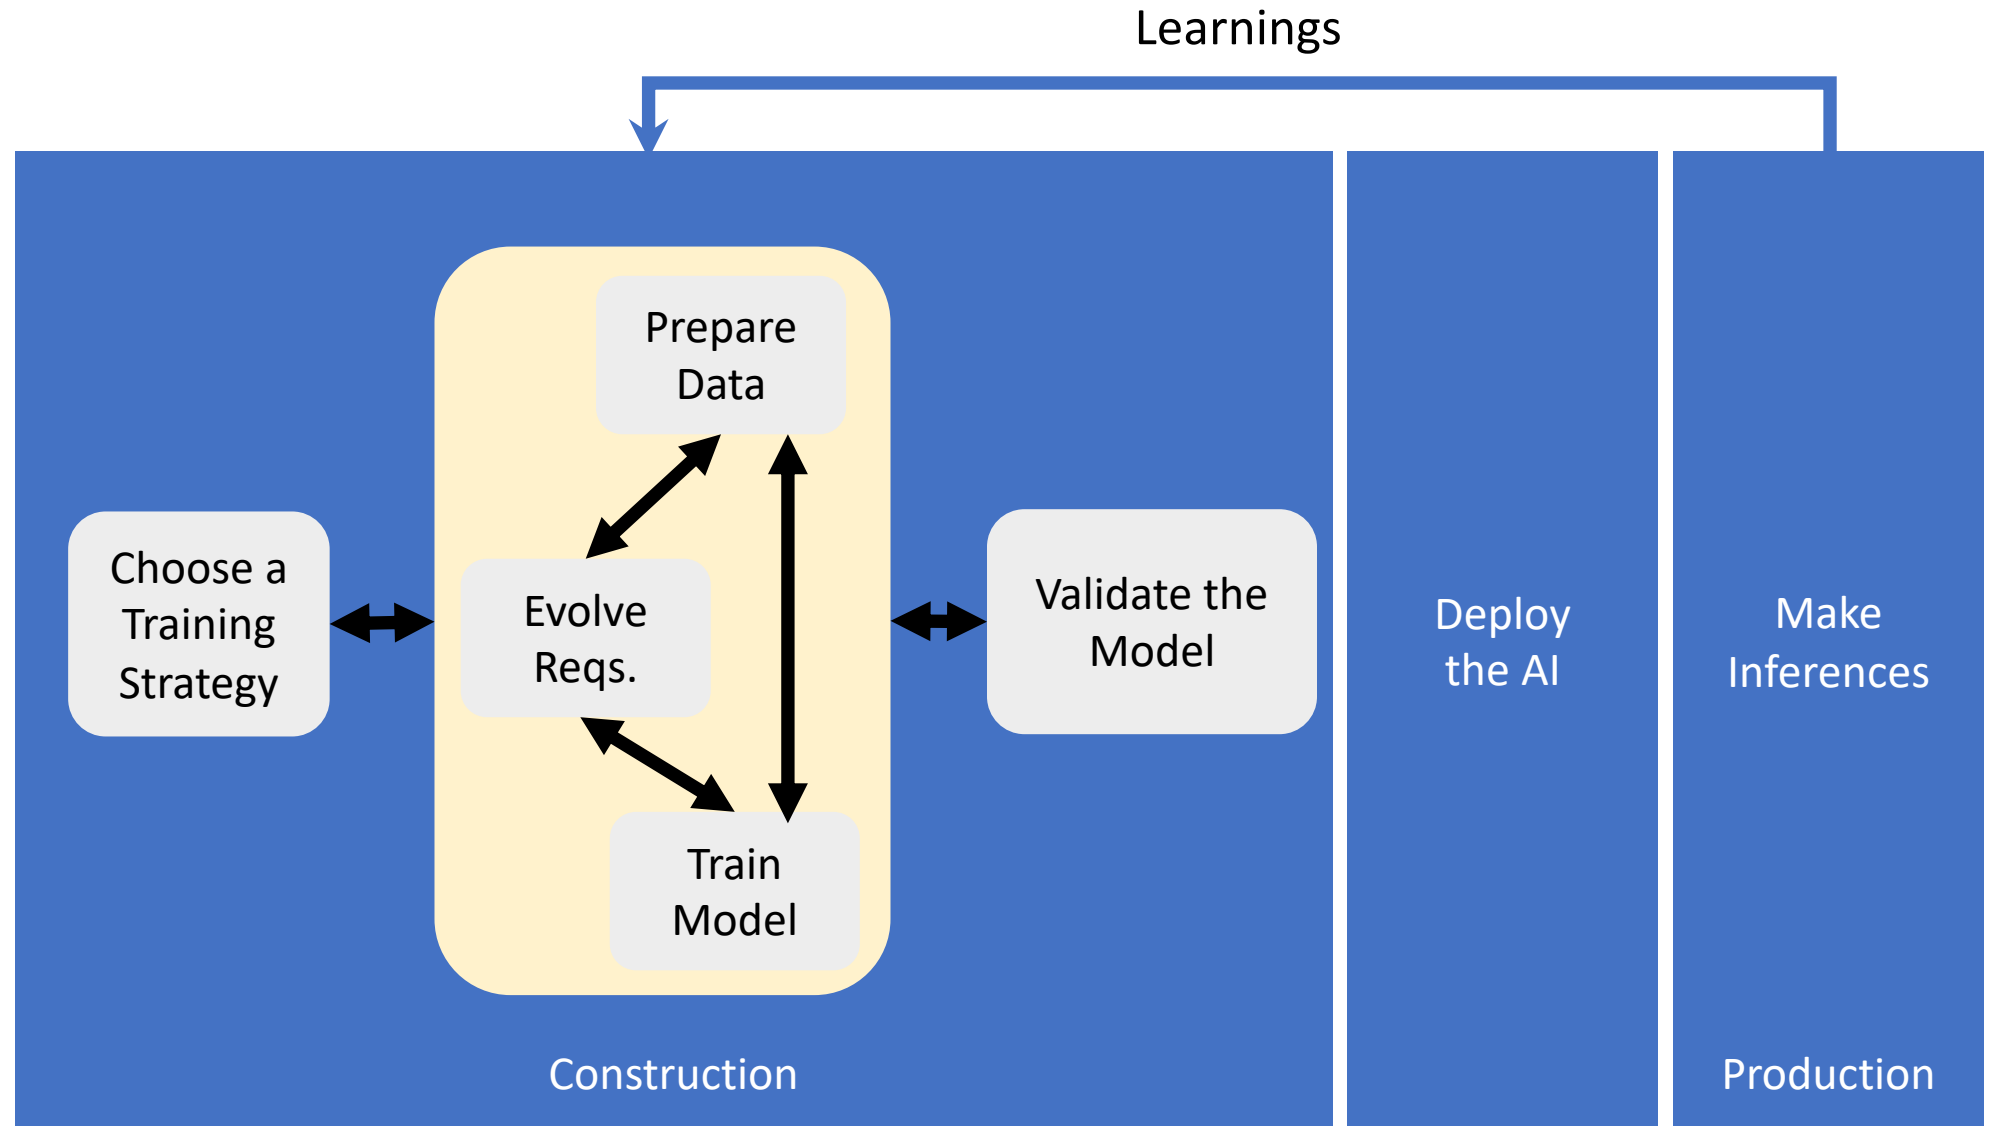 Learnings
Prepare
Data
Choose a
Training
Strategy
Evolve
Reqs.
Train
Model
Validate the
Model
Construction
Deploy
the AI
Make
Inferences
Production